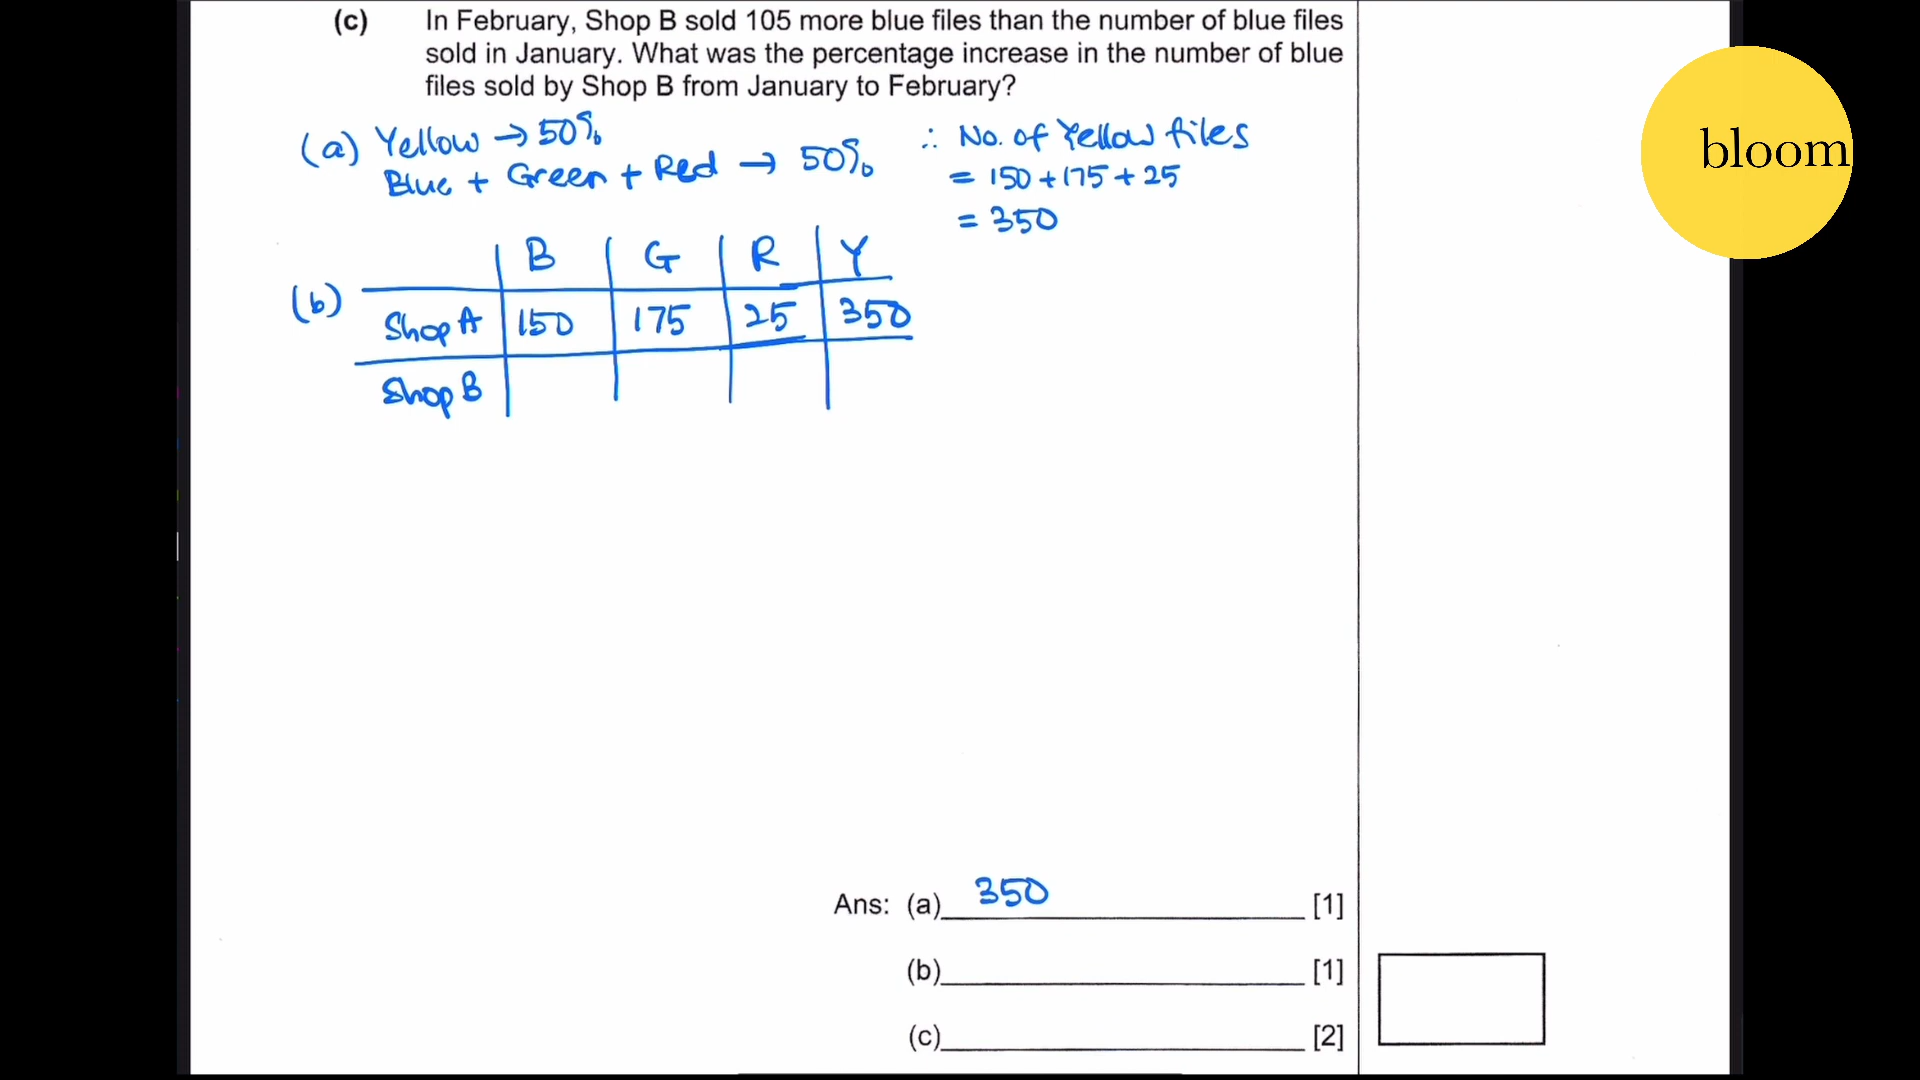 (c) In February, Shop B sold 105 more blue files than the number of blue files
sold in January. What was the percentage increase in the number of blue
files sold by Shop B from January to February?
bloom
(a) Yellow → 50%
Blue + Green + Red → 50%
∴ No. of Yellow files
= 150 + 175 + 25
= 350
(b)
B G R Y
Shop A 150 175 25 350
Shop B
Ans: (a) 350 [1]
(b) [1]
(c) [2]